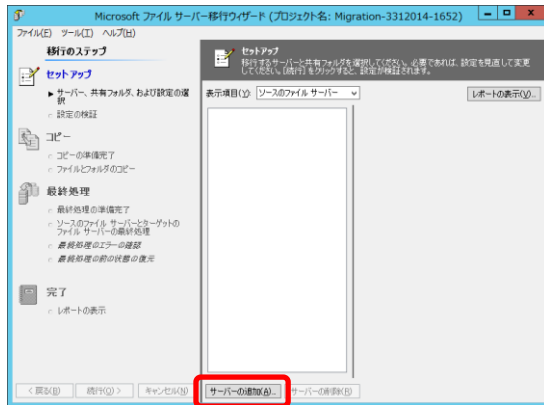 Microsoft ファイル サーバー移行ウィザード (プロジェクト名: Migration-3312014-1652)
ファイル(F) ツール(T) ヘルプ(H)
移行のステップ
セットアップ
サーバー、共有フォルダ、および設定の選
択
設定の検証
コピー
コピーの準備完了
ファイルとフォルダのコピー
最終処理
最終処理の準備完了
ソースのファイル サーバーとターゲットの
ファイル サーバーの最終処理
最終処理のエラーの確認
最終処理の前の状態の復元
完了
レポートの表示
セットアップ
移行するサーバーと共有フォルダを選択してください。必要であれば、設定を見直して変更
してください。[続行] をクリックすると、設定が検証されます。
表示項目(Y): ソースのファイル サーバー
レポートの表示(V)...
< 戻る(B) 続行(O) > キャンセル(N) サーバーの追加(A)... サーバーの削除(R)